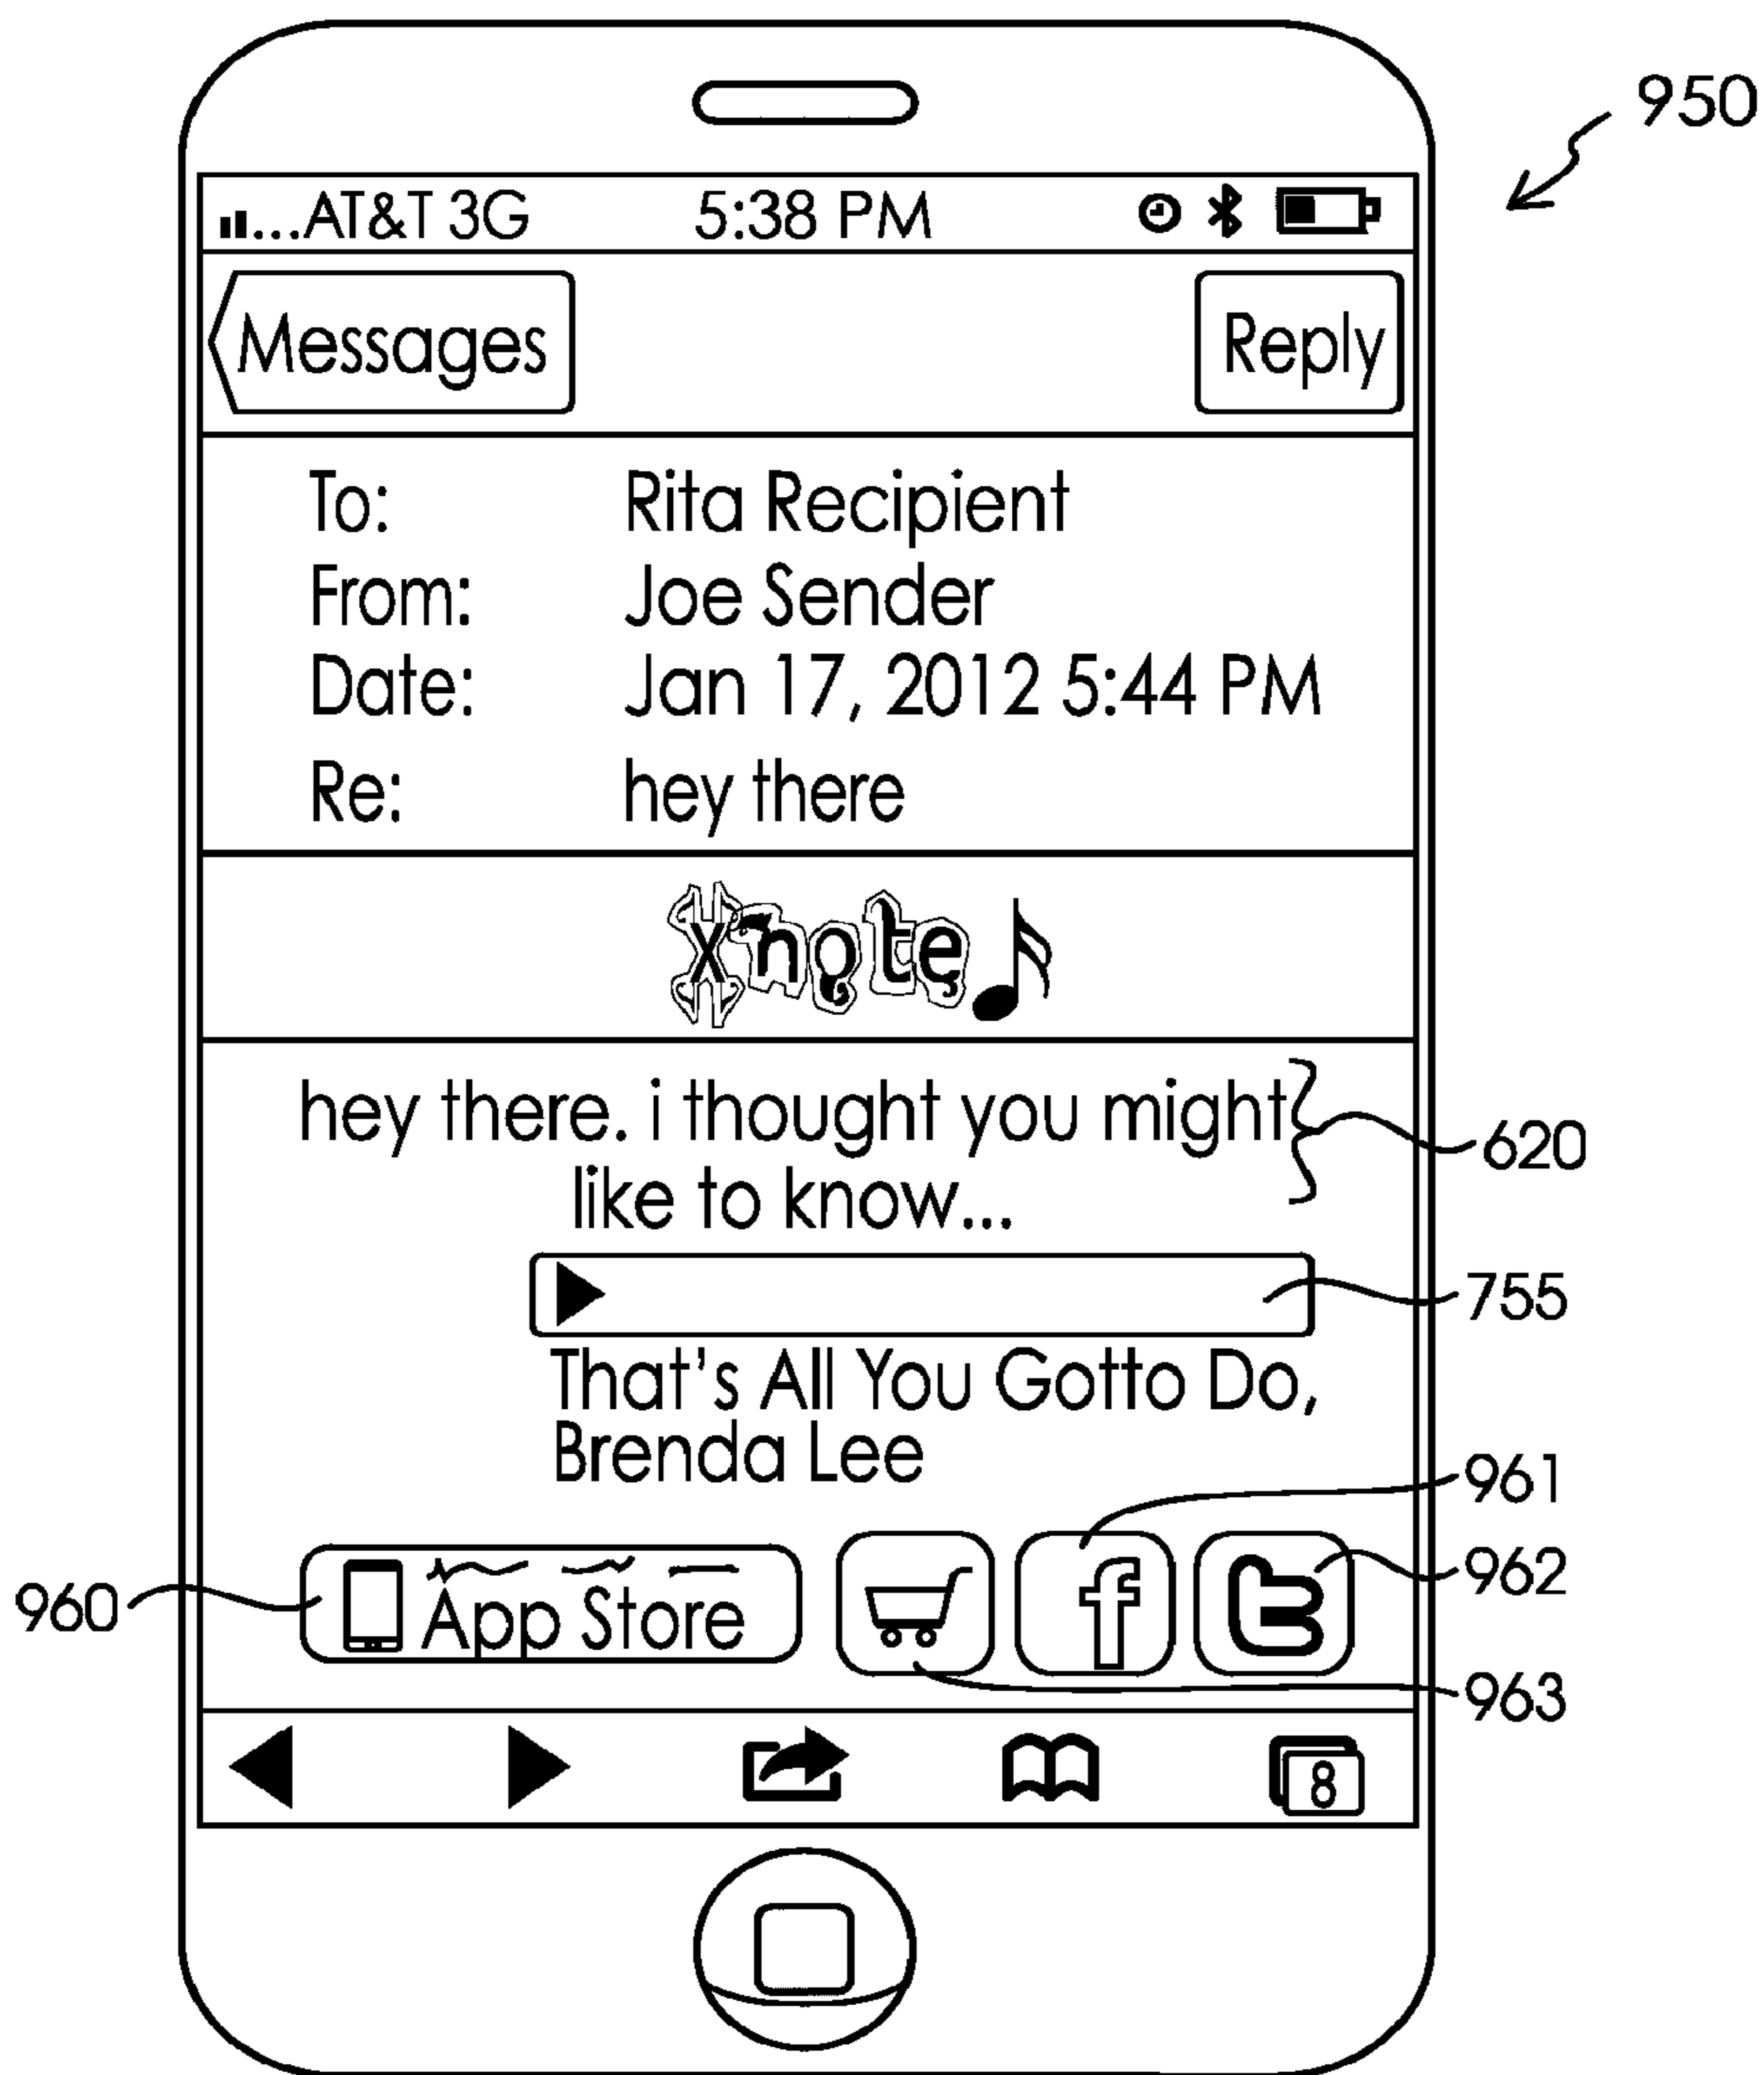 950
...AT&T 3G 5:38 PM
Messages Reply
To: Rita Recipient
From: Joe Sender
Date: Jan 17, 2012 5:44 PM
Re: hey there
xnote
hey there. i thought you might
620
like to know...
755
That's All You Gotto Do,
Brenda Lee
961
960 App Store f t 962
963
8